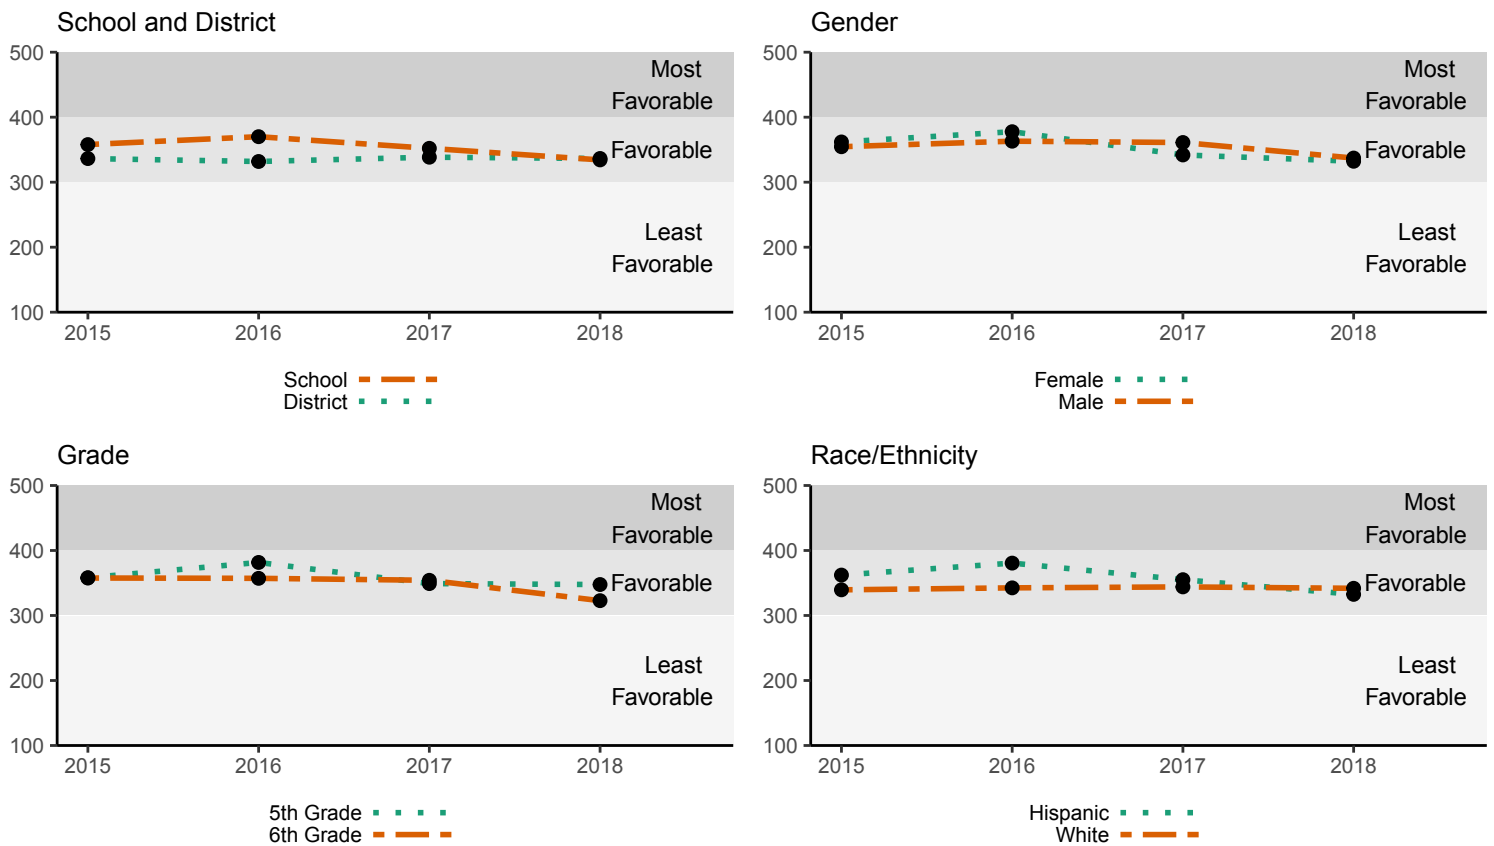 School and District
500
400
300
200
100
Most
Favorable
Favorable
Least
Favorable
2015 2016 2017 2018
School
District
Gender
500
400
300
200
100
Most
Favorable
Favorable
Least
Favorable
2015 2016 2017 2018
Female
Male
Grade
500
400
300
200
100
Most
Favorable
Favorable
Least
Favorable
2015 2016 2017 2018
5th Grade
6th Grade
Race/Ethnicity
500
400
300
200
100
Most
Favorable
Favorable
Least
Favorable
2015 2016 2017 2018
Hispanic
White